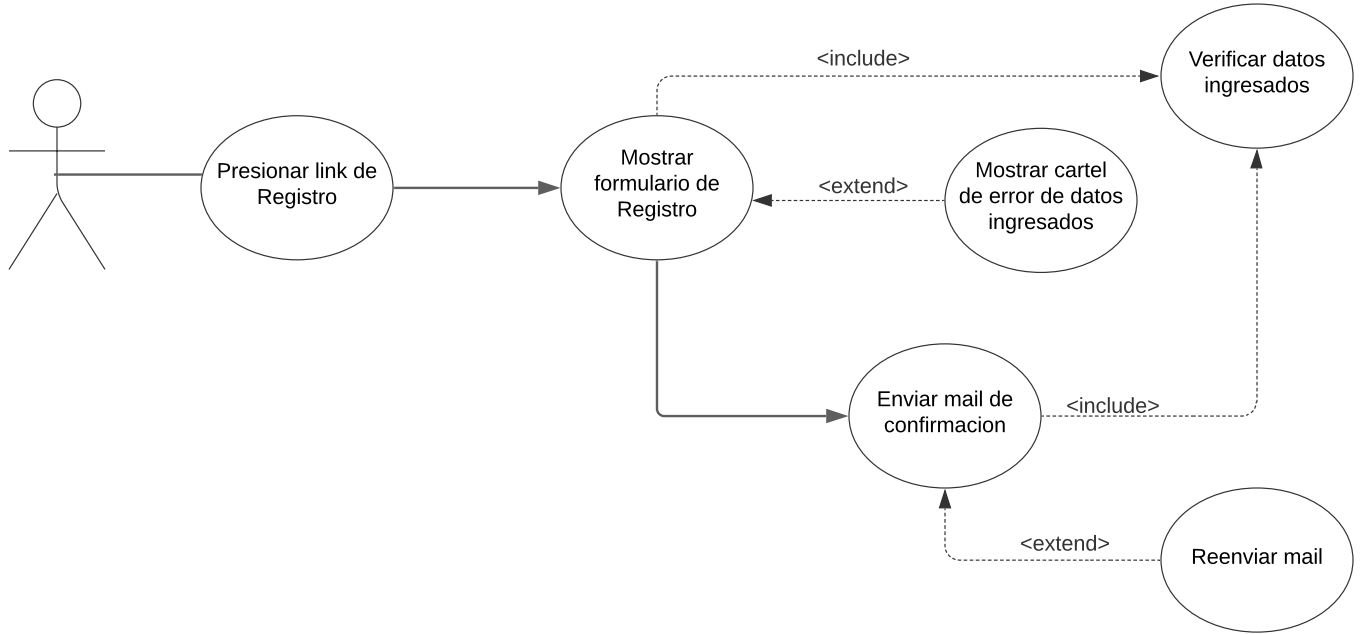 <include>
Verificar datos
ingresados
Presionar link de
Registro
Mostrar
formulario de
Registro
<extend>
Mostrar cartel
de error de datos
ingresados
Enviar mail de
confirmacion
<include>
<extend>
Reenviar mail